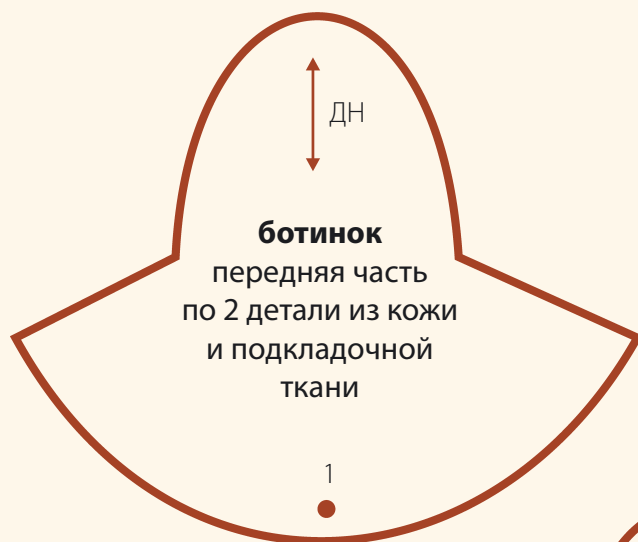 ДН
ботинок
передняя часть
по 2 детали из кожи
и подкладочной
ткани
1